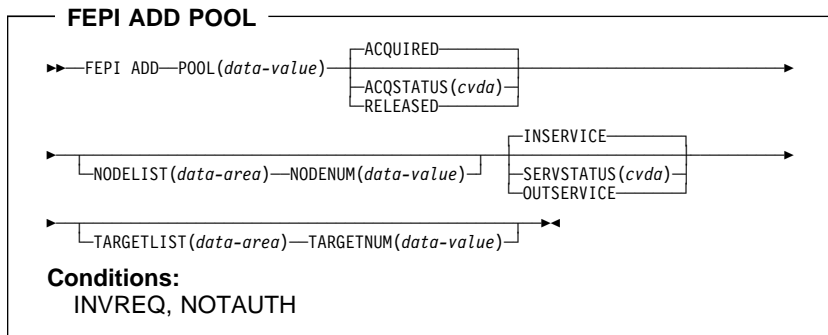 FEPI ADD POOL
ACQUIRED
FEPI ADD POOL(data-value)
ACQSTATUS(cvda)
RELEASED
INSERVICE
NODELIST(data-area) NODENUM(data-value) SERVSTATUS(cvda)
OUTSERVICE
TARGETLIST(data-area) TARGETNUM(data-value)
Conditions:
INVREQ, NOTAUTH